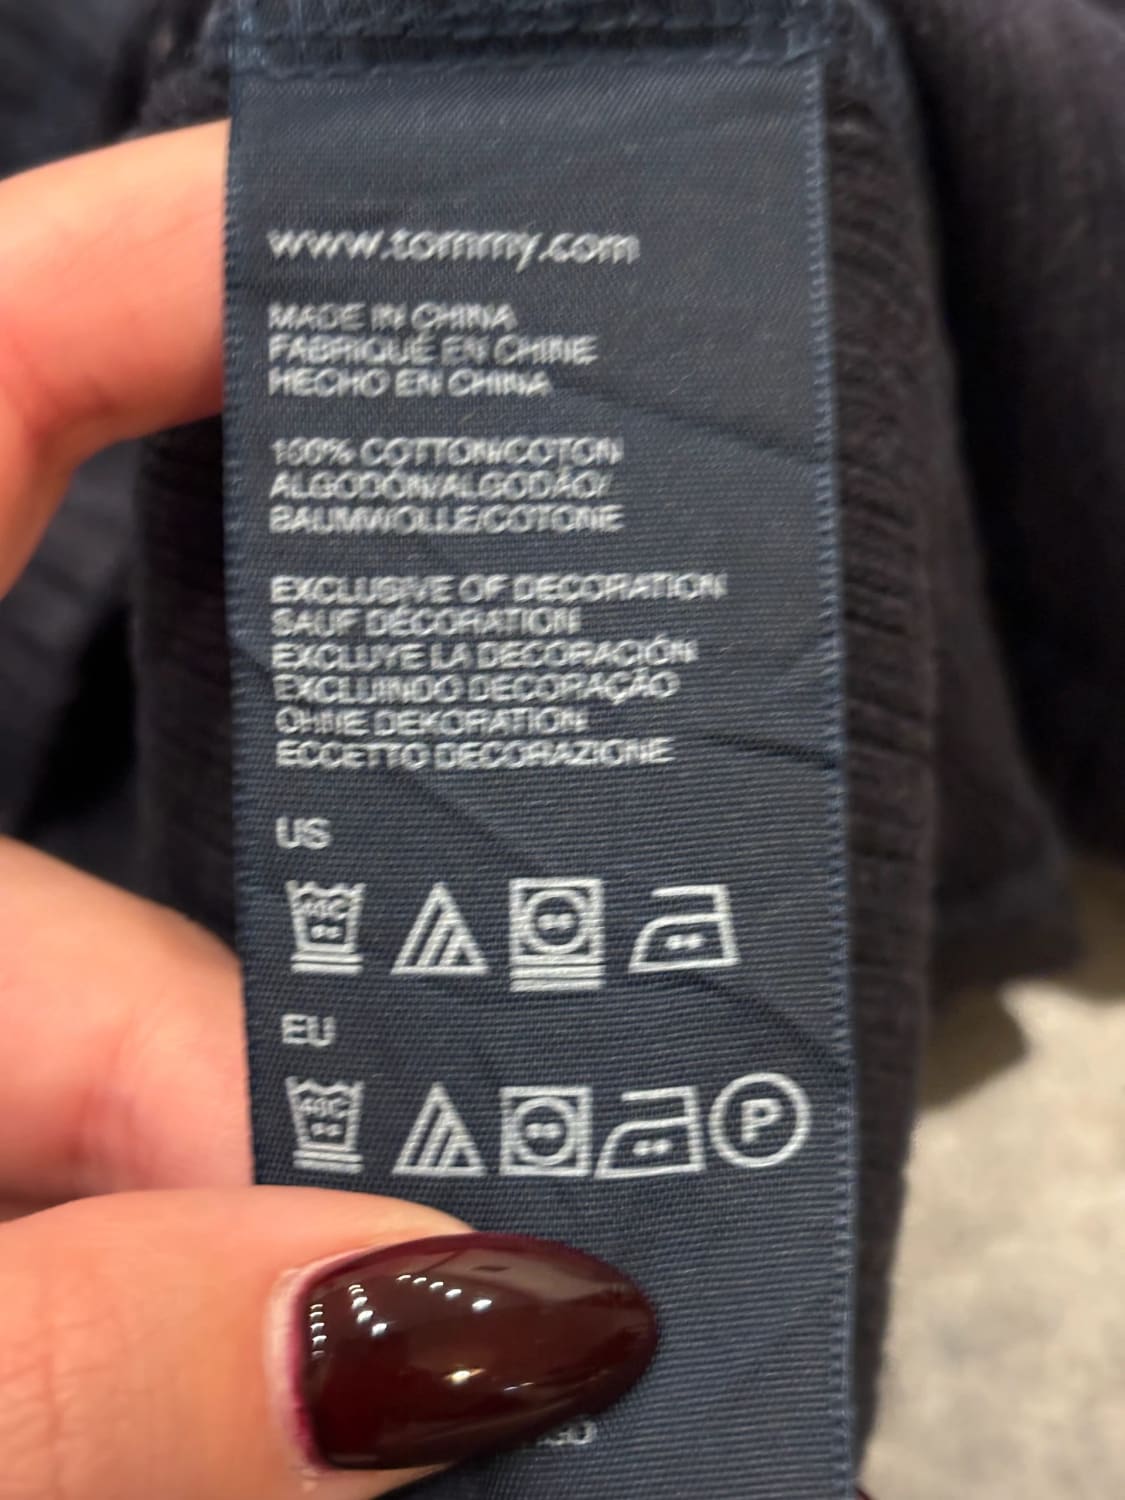 www.tommy.com
MADE IN CHINA
FABRIQUÉ EN CHINE
HECHO EN CHINA
100% COTTON/COTON
ALGODÓN/ALGODÃO/
BAUMWOLLE/COTONE
EXCLUSIVE OF DECORATION
SAUF DÉCORATION
EXCLUYE LA DECORACIÓN
EXCLUINDO DECORAÇÃO
OHNE DEKORATION
ECCETTO DECORAZIONE
US
EU
P